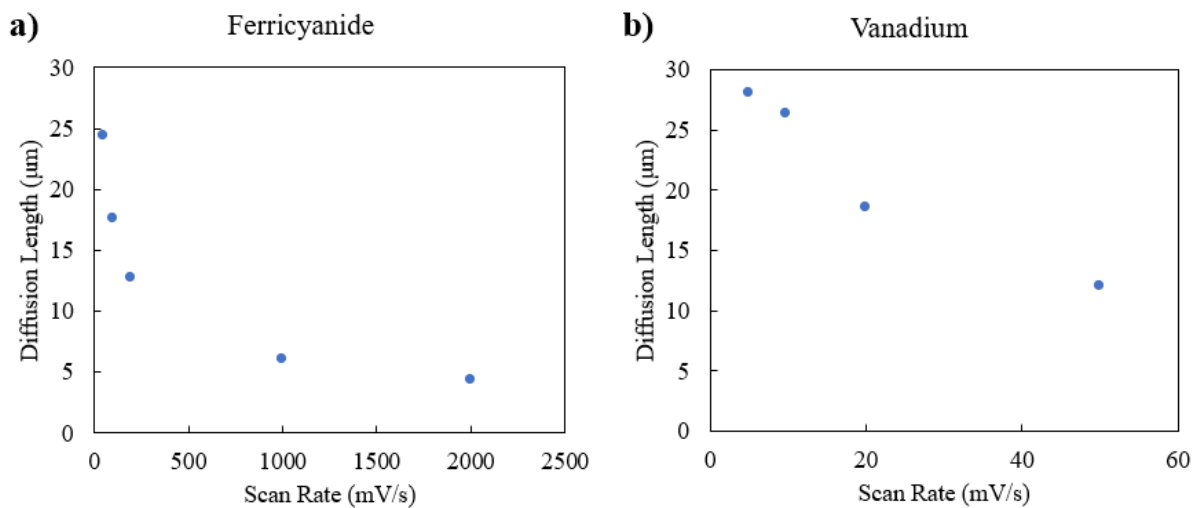 a)
Ferricyanide
30
25
20
15
10
5
0
Diffusion Length (μm)
0 500 1000 1500 2000 2500
Scan Rate (mV/s)
b)
Vanadium
30
25
20
15
10
5
0
Diffusion Length (μm)
0 20 40 60
Scan Rate (mV/s)